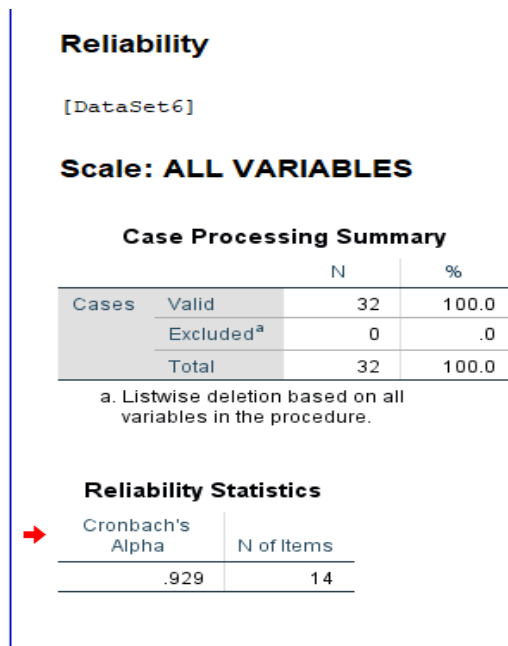 Reliability
[DataSet6]
Scale: ALL VARIABLES
Case Processing Summary
N %
Cases Valid 32 100.0
Excludedᵃ 0 .0
Total 32 100.0
a. Listwise deletion based on all
variables in the procedure.
Reliability Statistics
Cronbach's
Alpha N of Items
.929 14